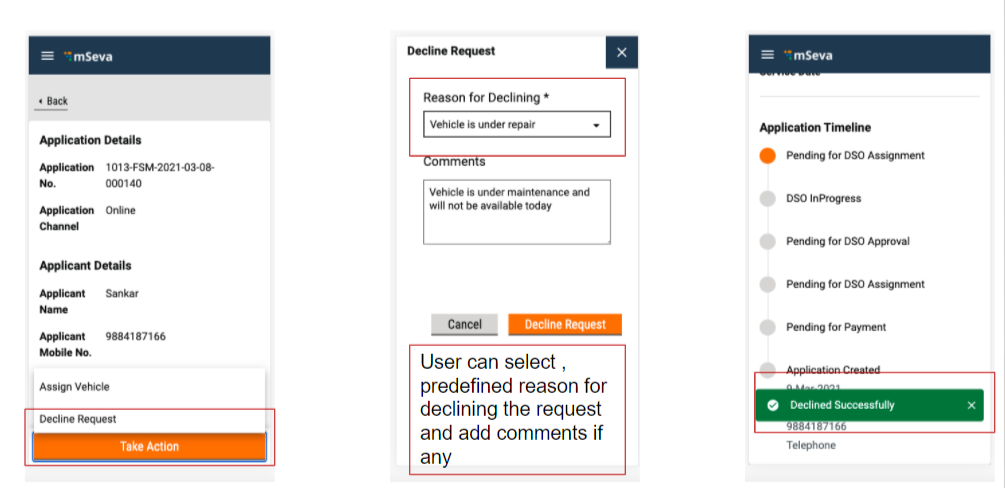 mSeva
Back
Application Details
Application No. 1013-FSM-2021-03-08-000140
Application Channel Online
Applicant Details
Applicant Name Sankar
Applicant Mobile No. 9884187166
Assign Vehicle
Decline Request
Take Action
Decline Request
Reason for Declining *
Vehicle is under repair
Comments
Vehicle is under maintenance and
will not be available today
Cancel Decline Request
User can select ,
predefined reason for
declining the request
and add comments if
any
mSeva
Service Date
Application Timeline
Pending for DSO Assignment
DSO InProgress
Pending for DSO Approval
Pending for DSO Assignment
Pending for Payment
Application Created
9-Mar-2021
Declined Successfully
9884187166
Telephone